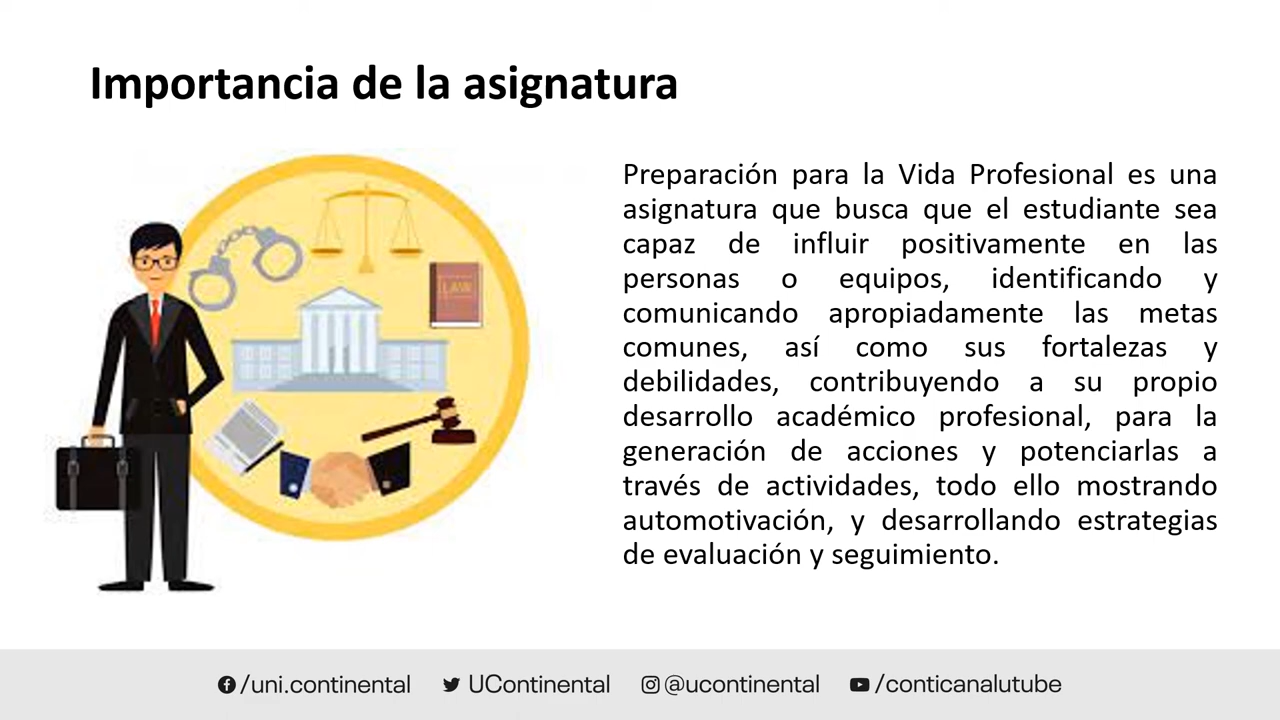 Importancia de la asignatura
LAW
Preparación para la Vida Profesional es una
asignatura que busca que el estudiante sea
capaz de influir positivamente en las
personas o equipos, identificando y
comunicando apropiadamente las metas
comunes, así como sus fortalezas y
debilidades, contribuyendo a su propio
desarrollo académico profesional, para la
generación de acciones y potenciarlas a
través de actividades, todo ello mostrando
automotivación, y desarrollando estrategias
de evaluación y seguimiento.
/uni.continental UContinental @ucontinental /conticanalutube